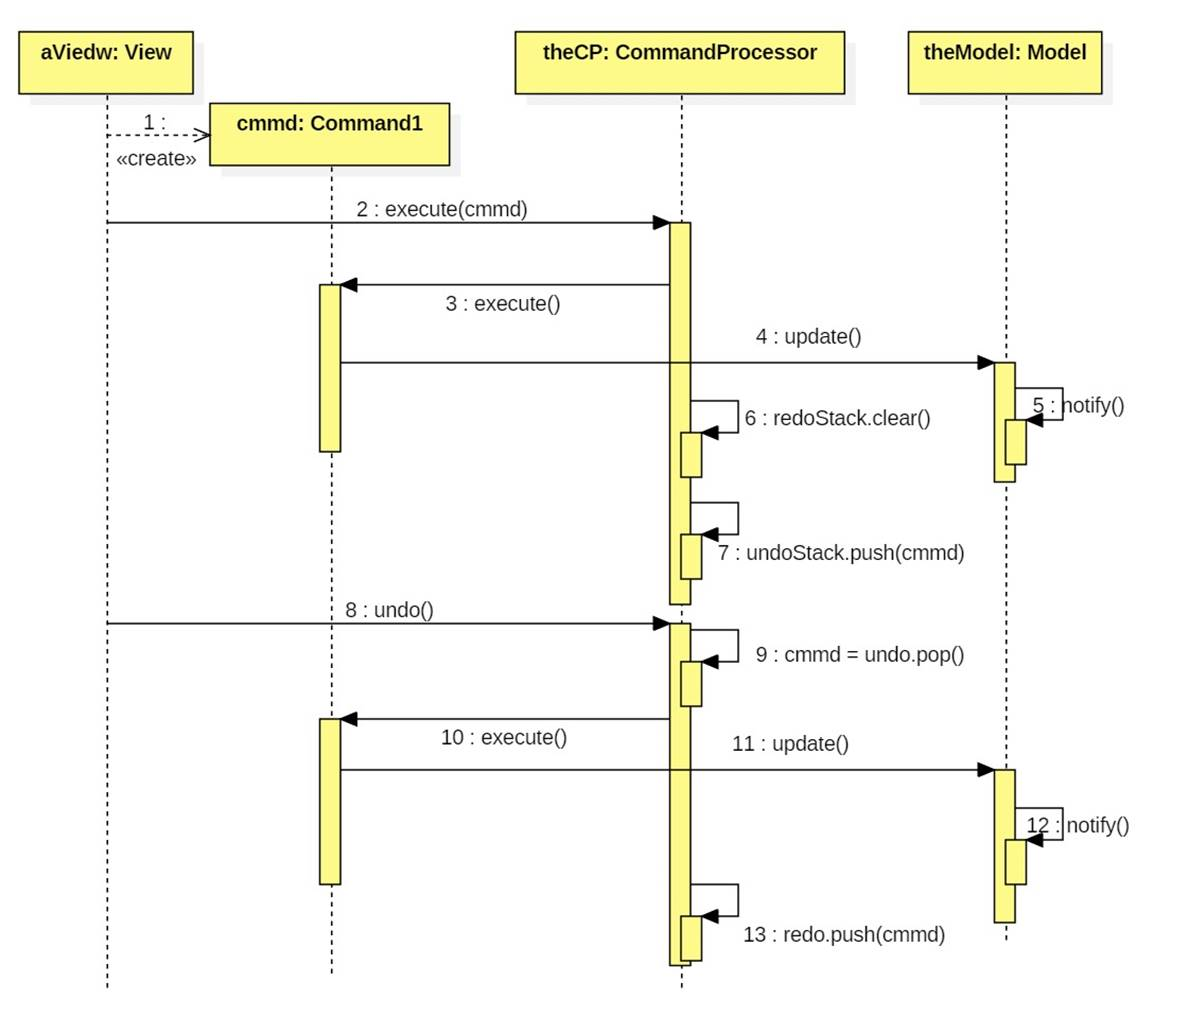 aViedw: View
theCP: CommandProcessor
theModel: Model
1 :
cmmd: Command1
«create»
2 : execute(cmmd)
3 : execute()
4 : update()
5 : notify()
6 : redoStack.clear()
7 : undoStack.push(cmmd)
8 : undo()
9 : cmmd = undo.pop()
10 : execute()
11 : update()
12 : notify()
13 : redo.push(cmmd)